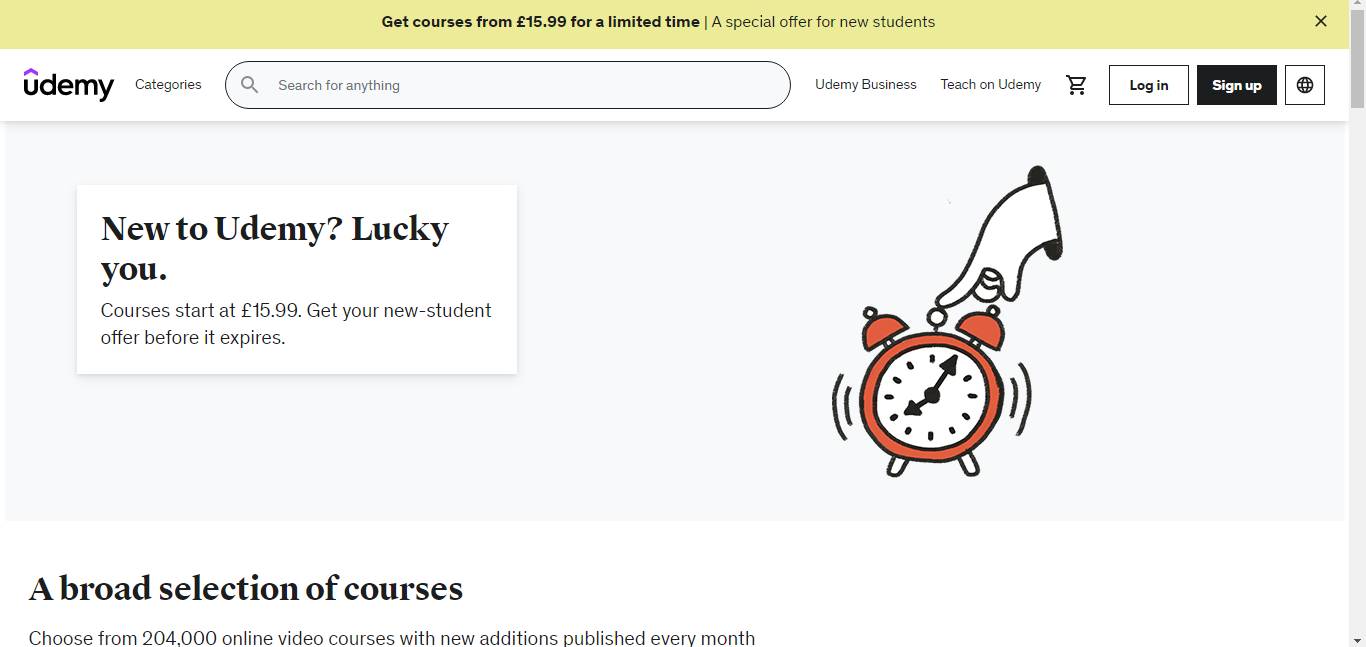 Get courses from £15.99 for a limited time | A special offer for new students
udemy Categories Search for anything Udemy Business Teach on Udemy Log in Sign up
New to Udemy? Lucky
you.
Courses start at £15.99. Get your new-student
offer before it expires.
A broad selection of courses
Choose from 204,000 online video courses with new additions published every month